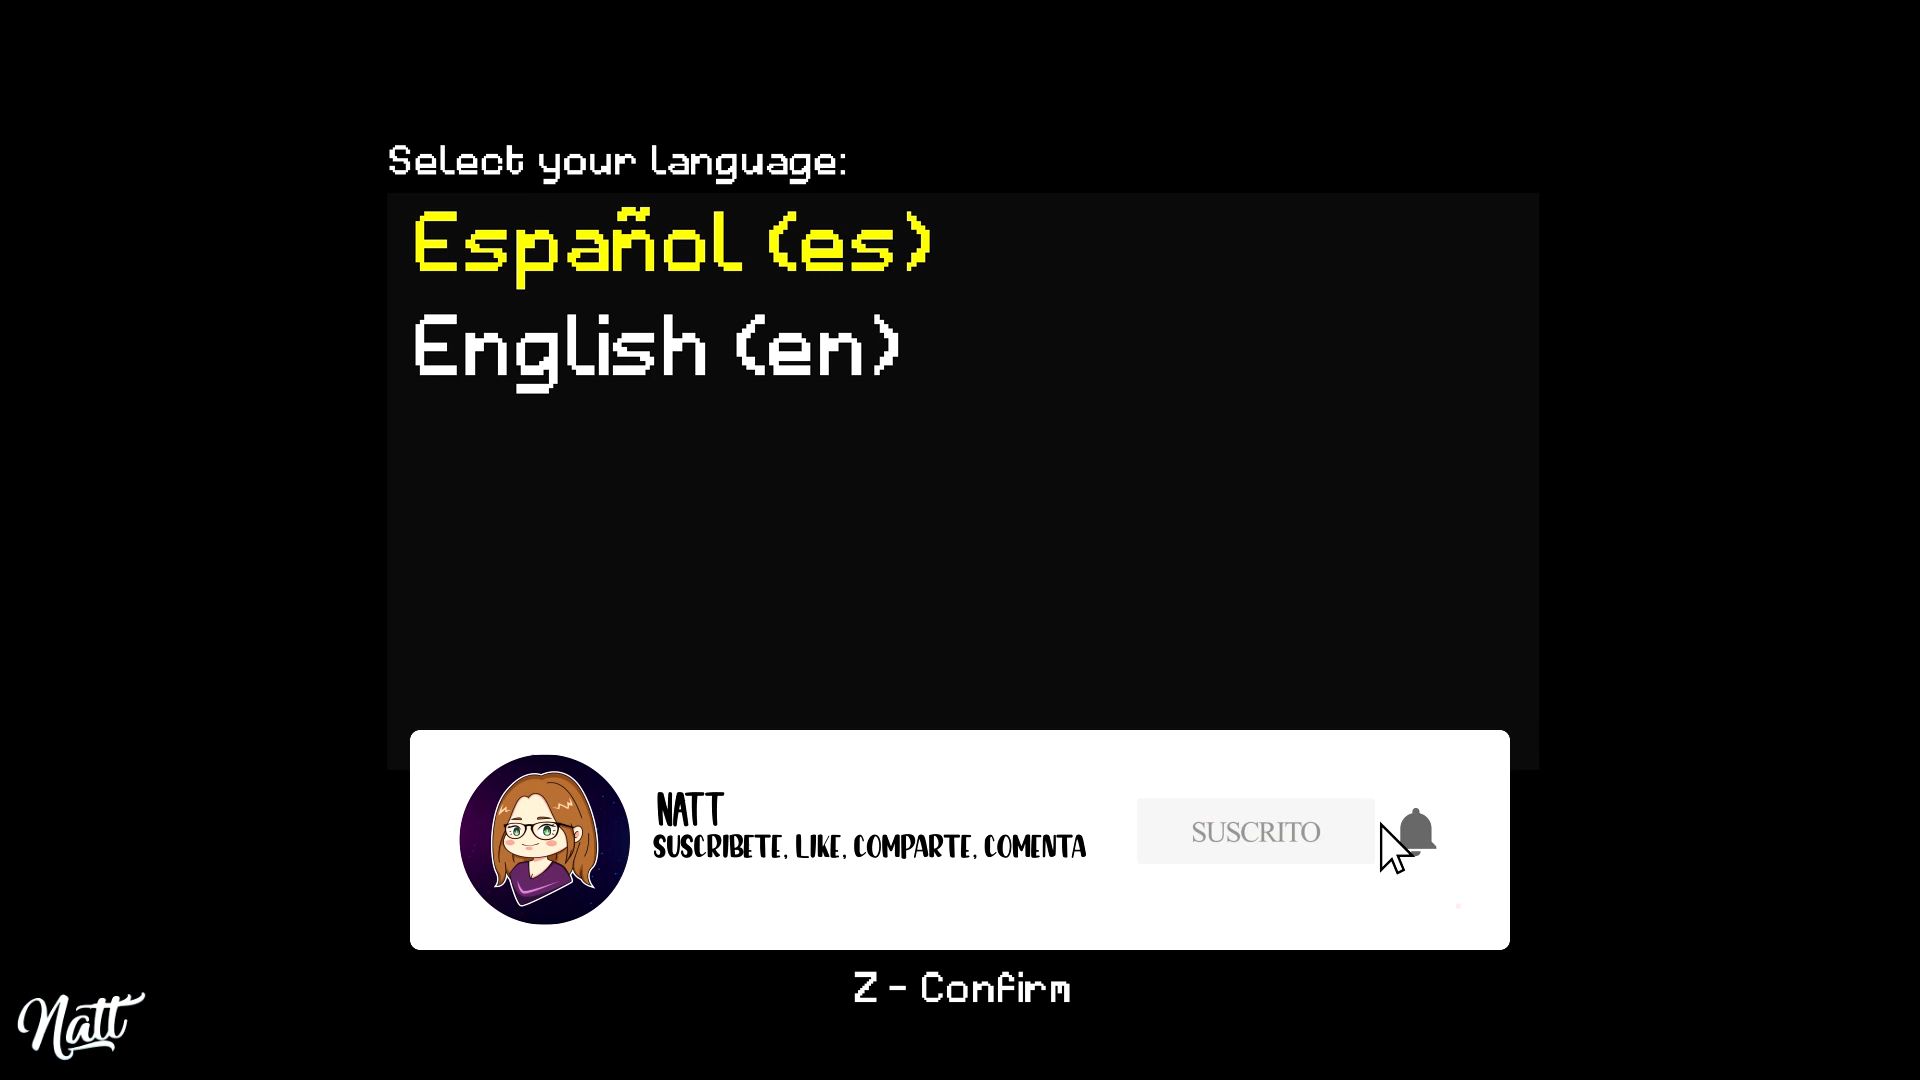 Select your language:
Español (es)
English (en)
NATT
SUSCRIBETE, LIKE, COMPARTE, COMENTA
SUSCRITO
Z - Confirm
Natt